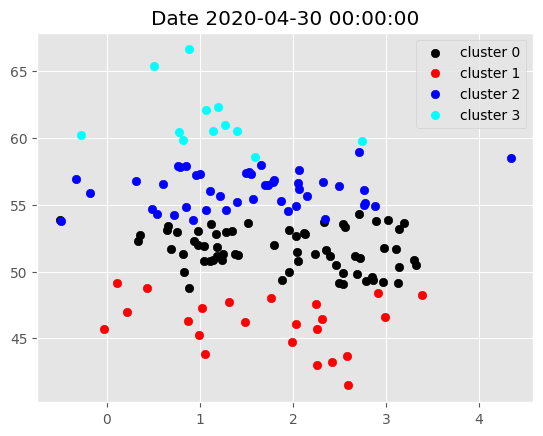 Date 2020-04-30 00:00:00
cluster 0
cluster 1
cluster 2
cluster 3
65
60
55
50
45
0 1 2 3 4